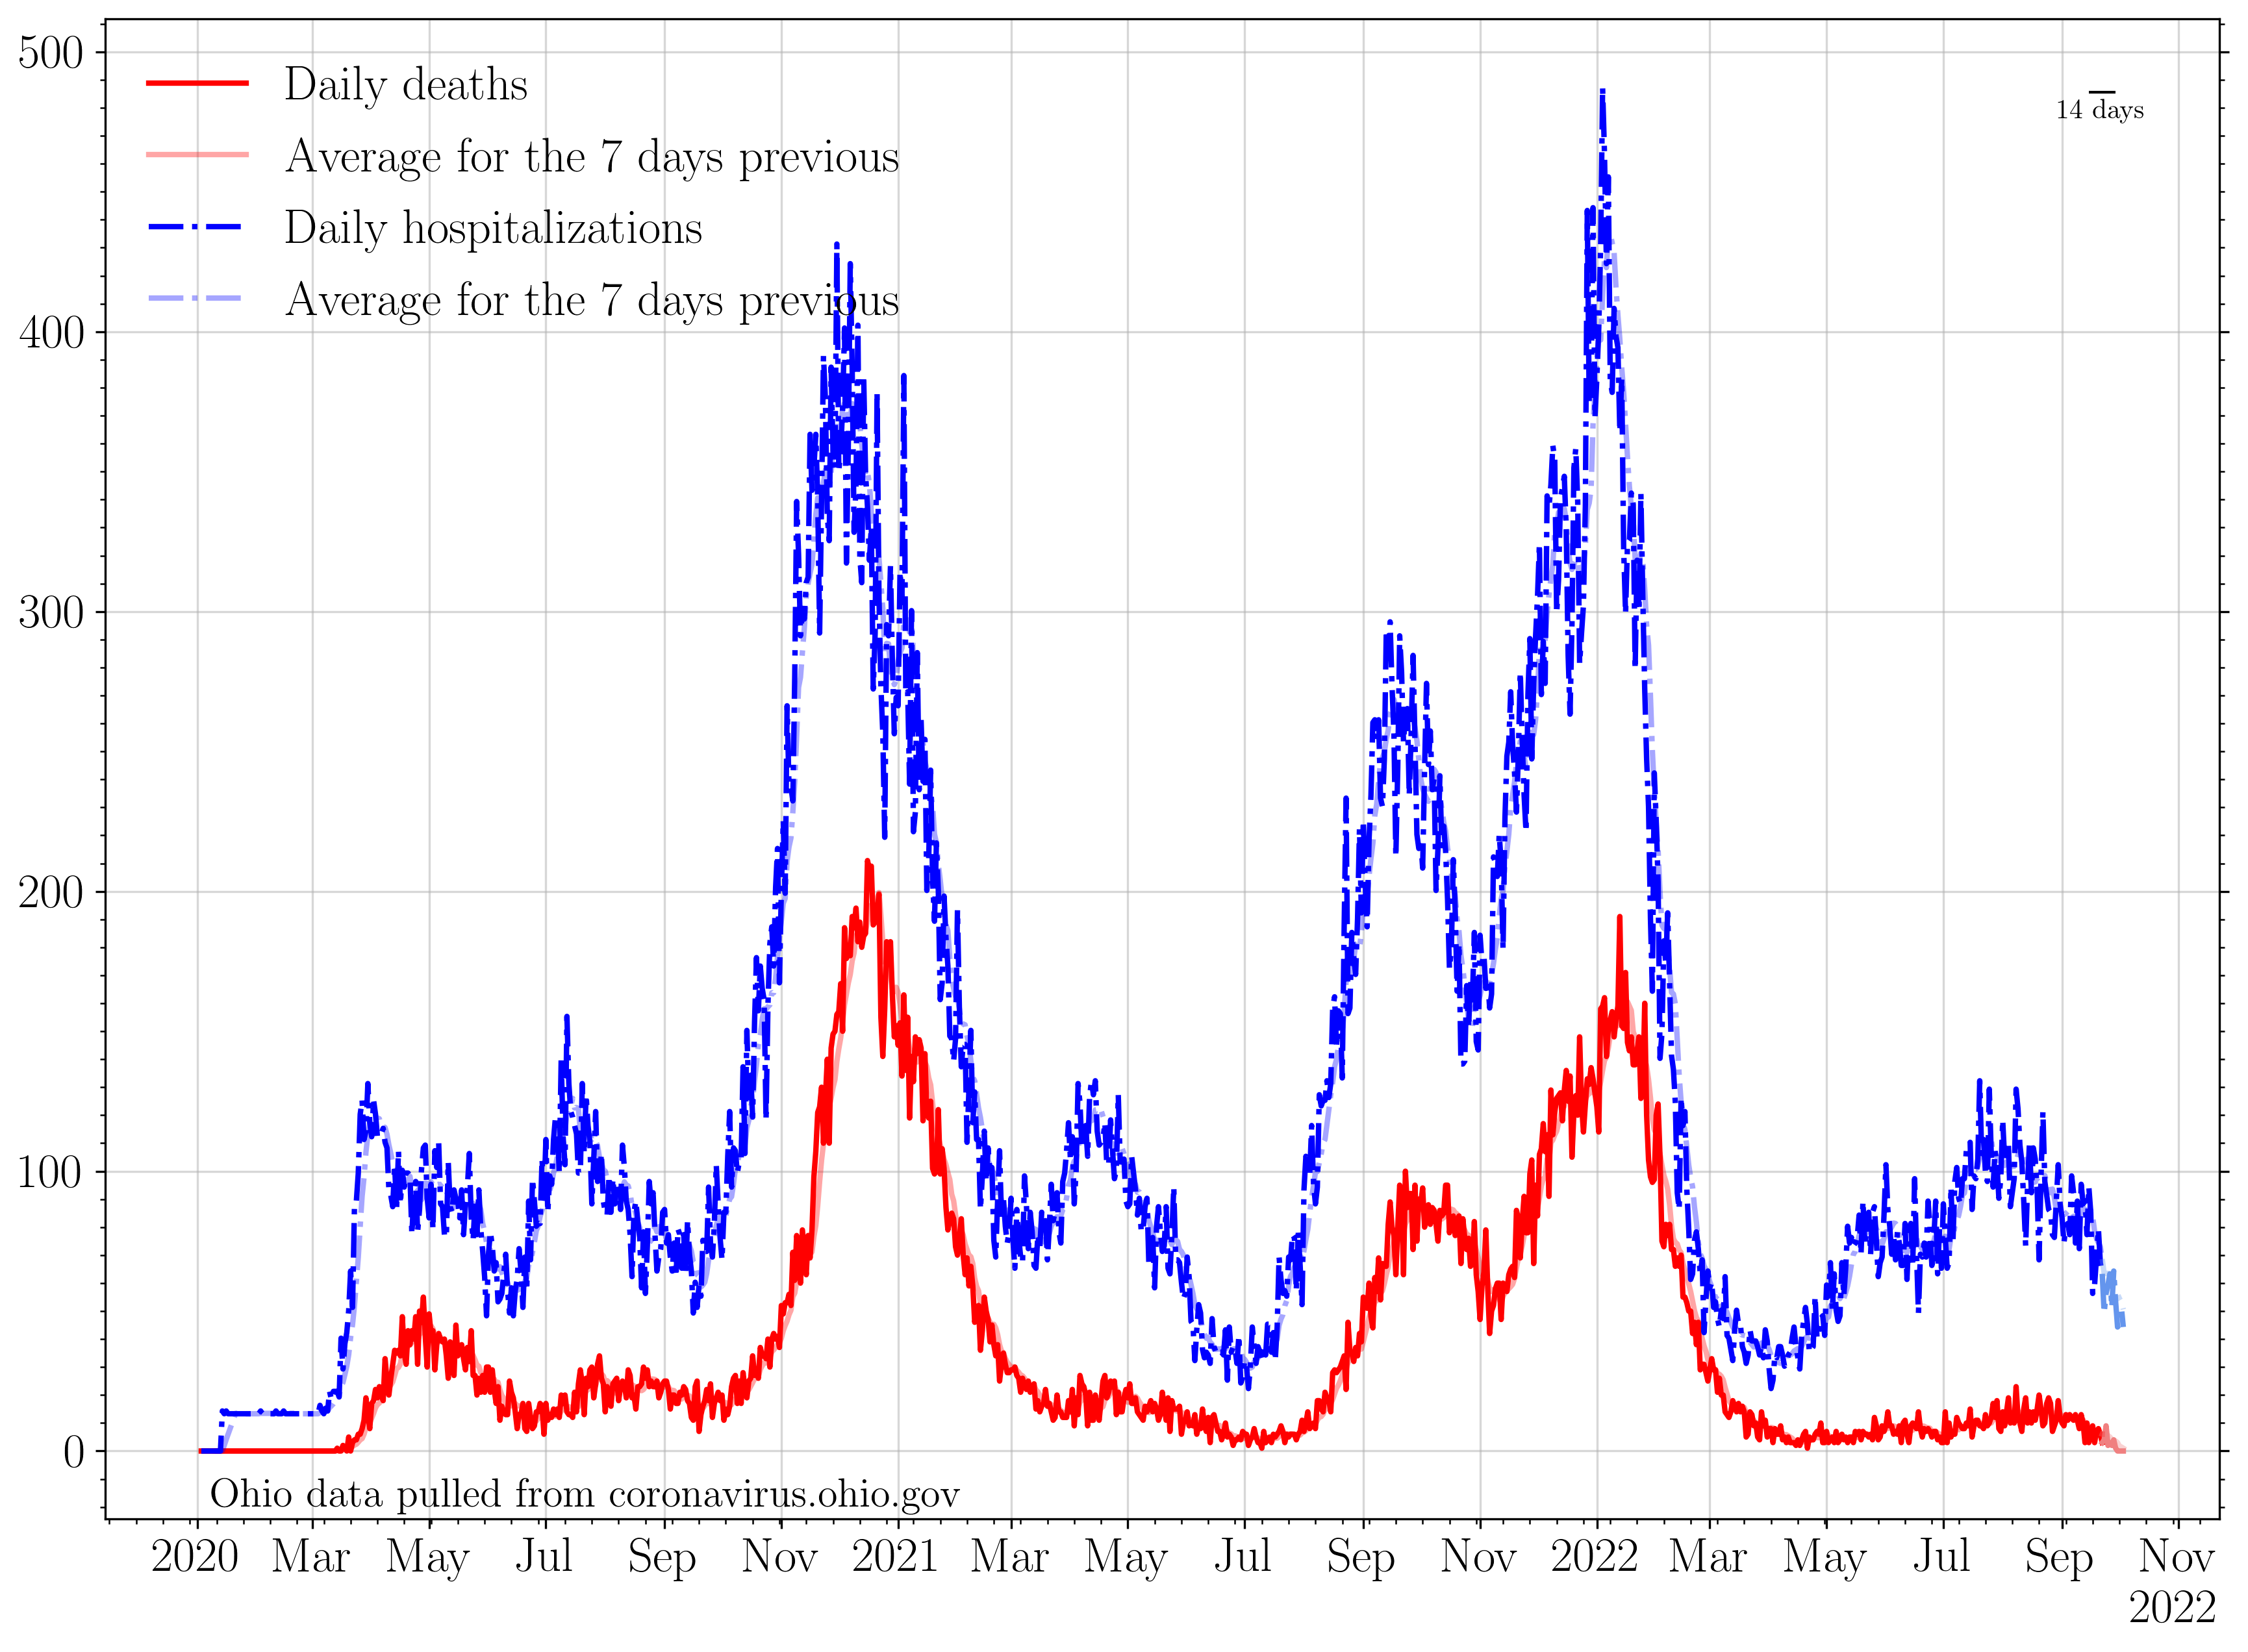 500
400
300
200
100
0
Daily deaths
Average for the 7 days previous
Daily hospitalizations
Average for the 7 days previous
14 days
Ohio data pulled from coronavirus.ohio.gov
2020 Mar May Jul Sep Nov 2021 Mar May Jul Sep Nov 2022 Mar May Jul Sep Nov
2022